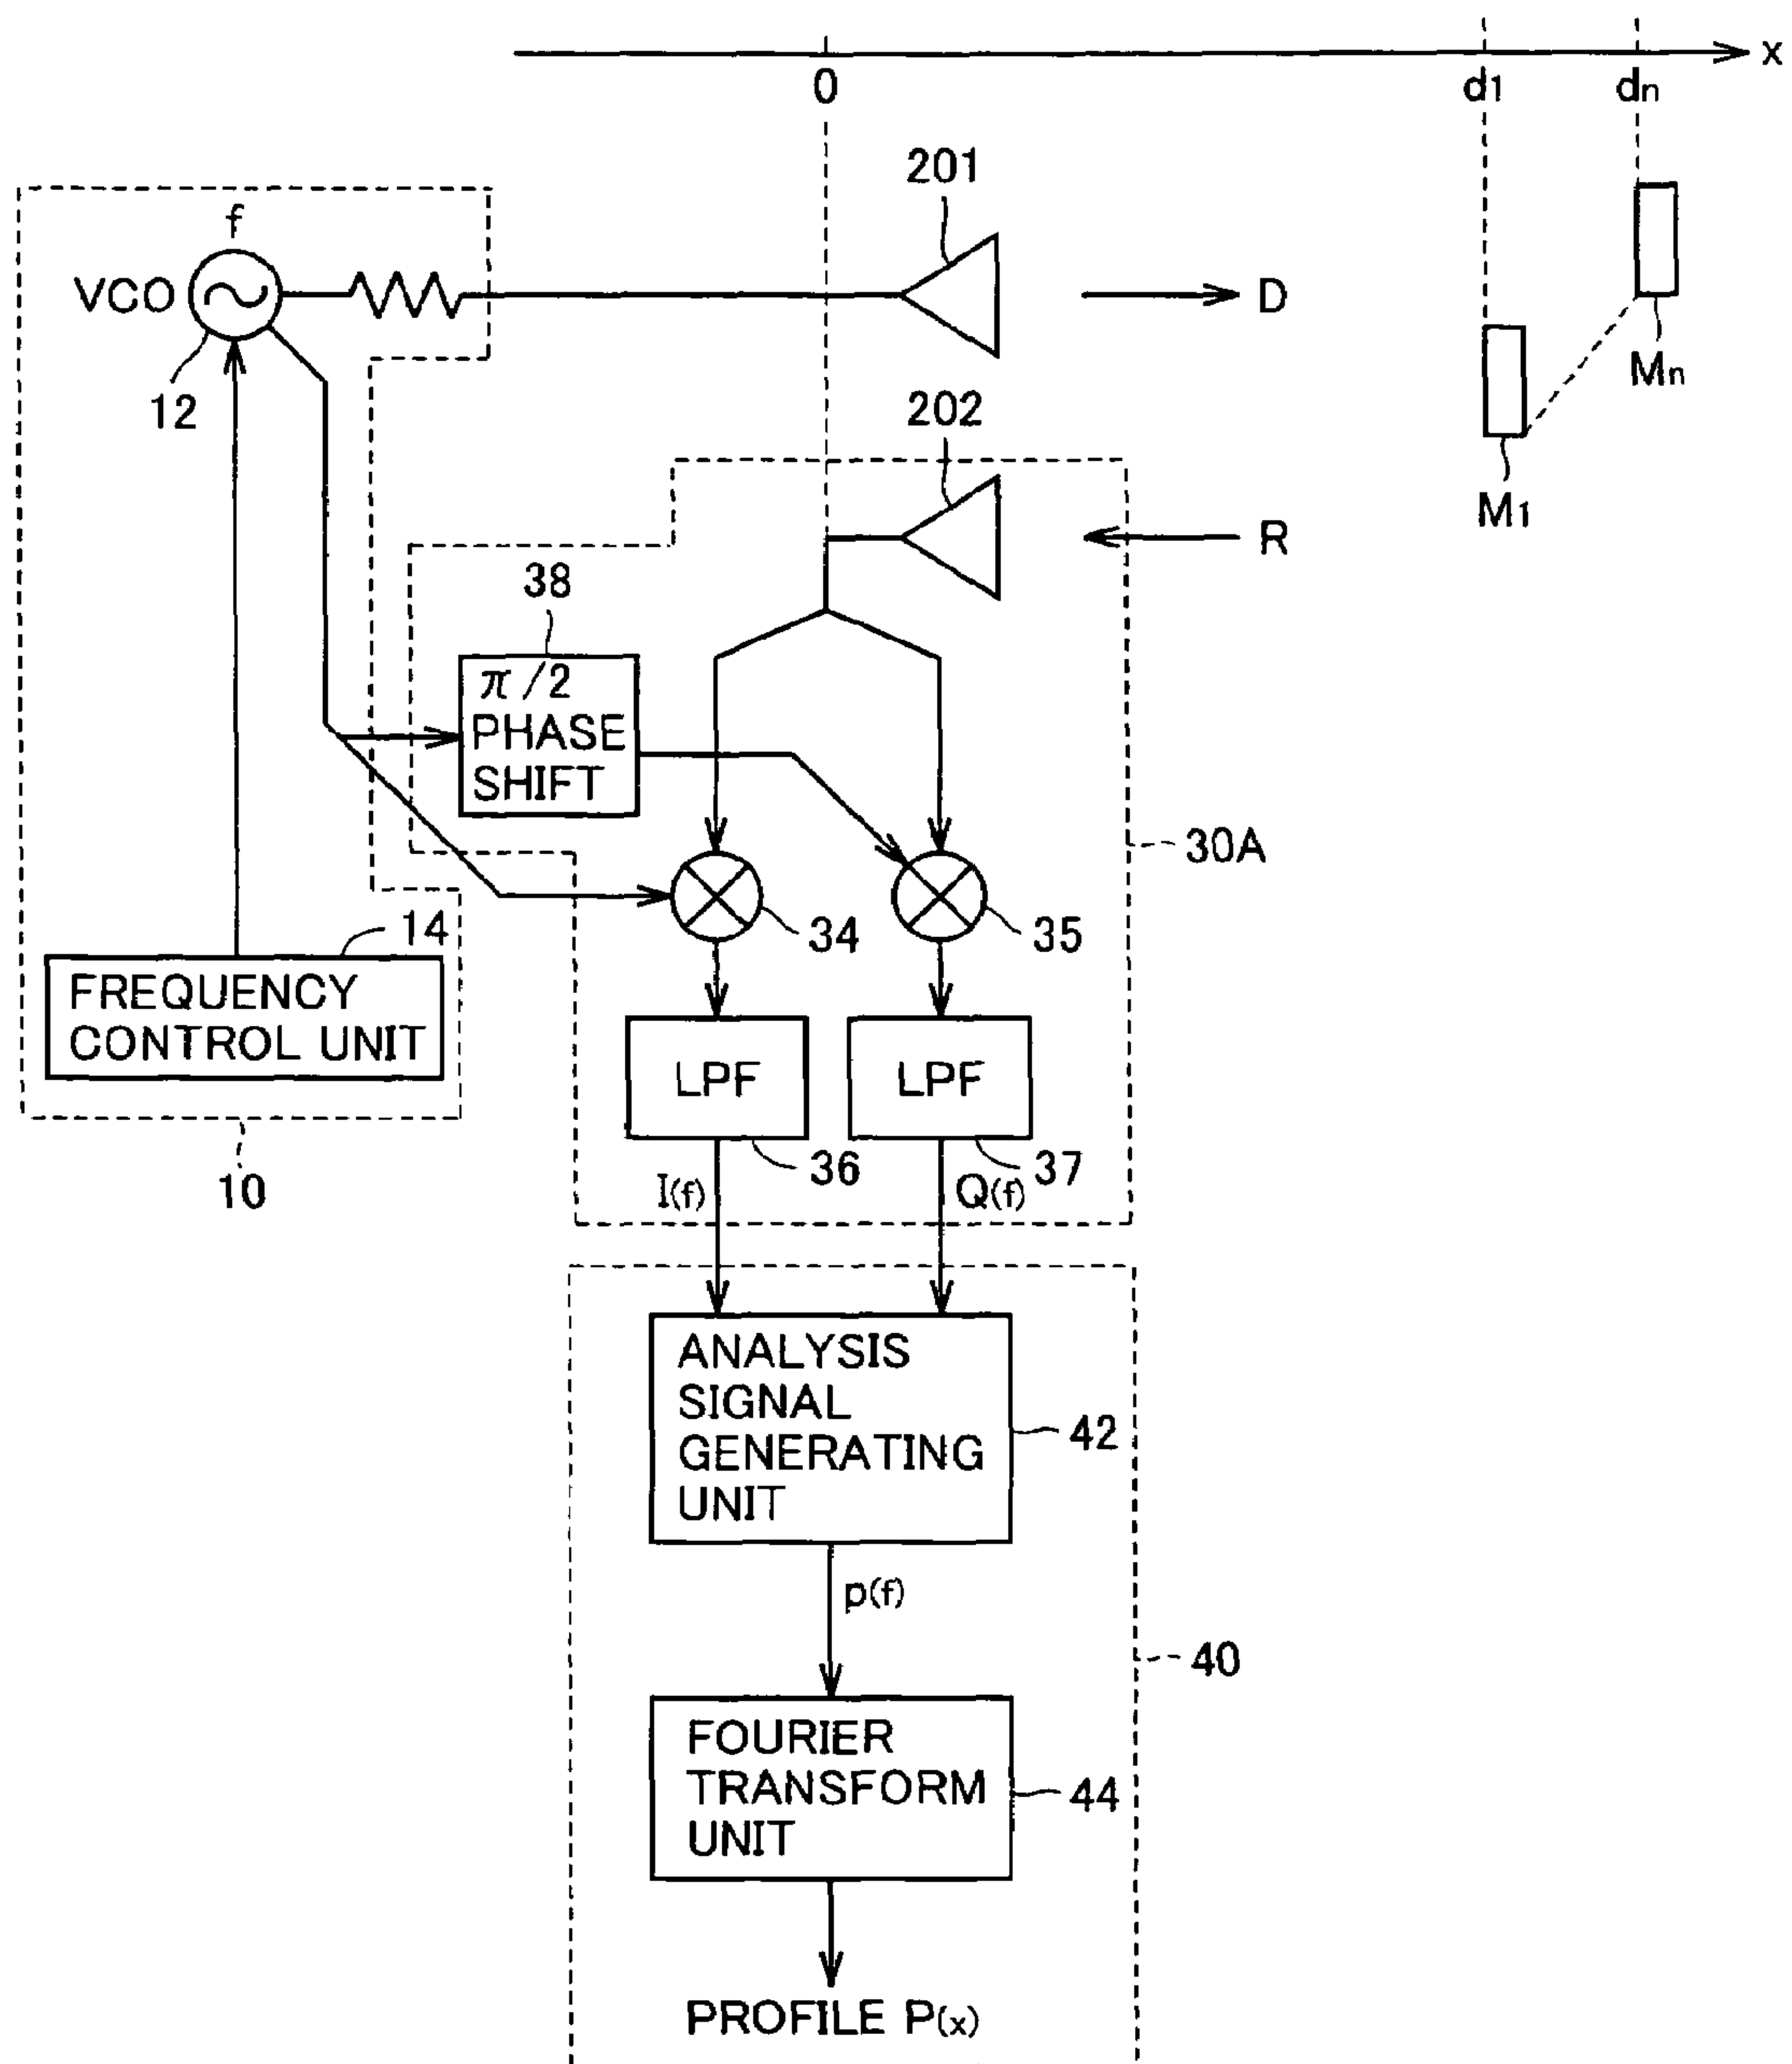 x
0
d1
dn
201
f
VCO
D
12
Mn
202
M1
R
38
π/2
PHASE
SHIFT
30A
34
35
14
FREQUENCY
CONTROL UNIT
LPF
LPF
36
37
10
I(f)
Q(f)
ANALYSIS
SIGNAL
GENERATING
UNIT
42
p(f)
40
FOURIER
TRANSFORM
UNIT
44
PROFILE P(x)